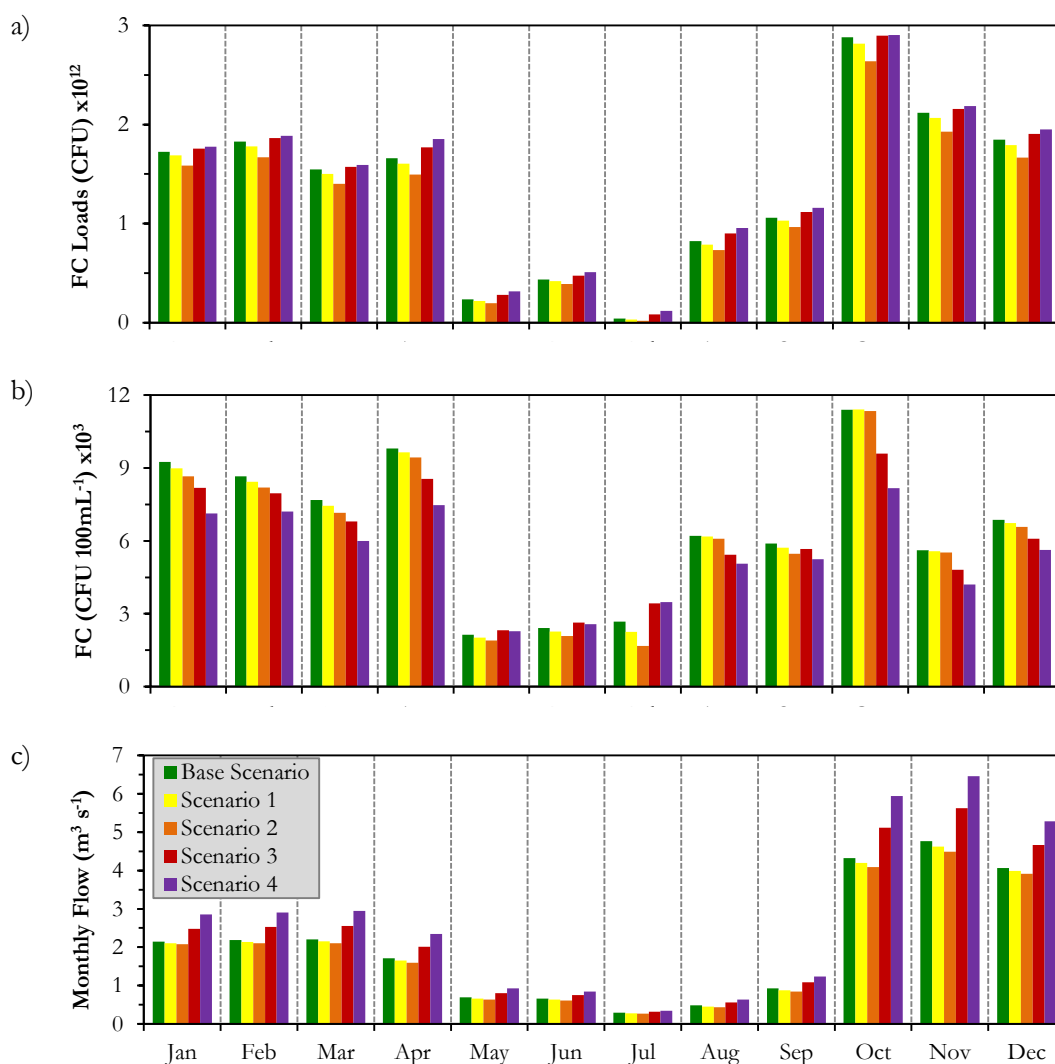 a)
FC Loads (CFU) x10¹²
3
2
1
0
b)
FC (CFU 100mL⁻¹) x10³
12
9
6
3
0
c)
Monthly Flow (m³ s⁻¹)
7
6
5
4
3
2
1
0
Base Scenario
Scenario 1
Scenario 2
Scenario 3
Scenario 4
Jan Feb Mar Apr May Jun Jul Aug Sep Oct Nov Dec